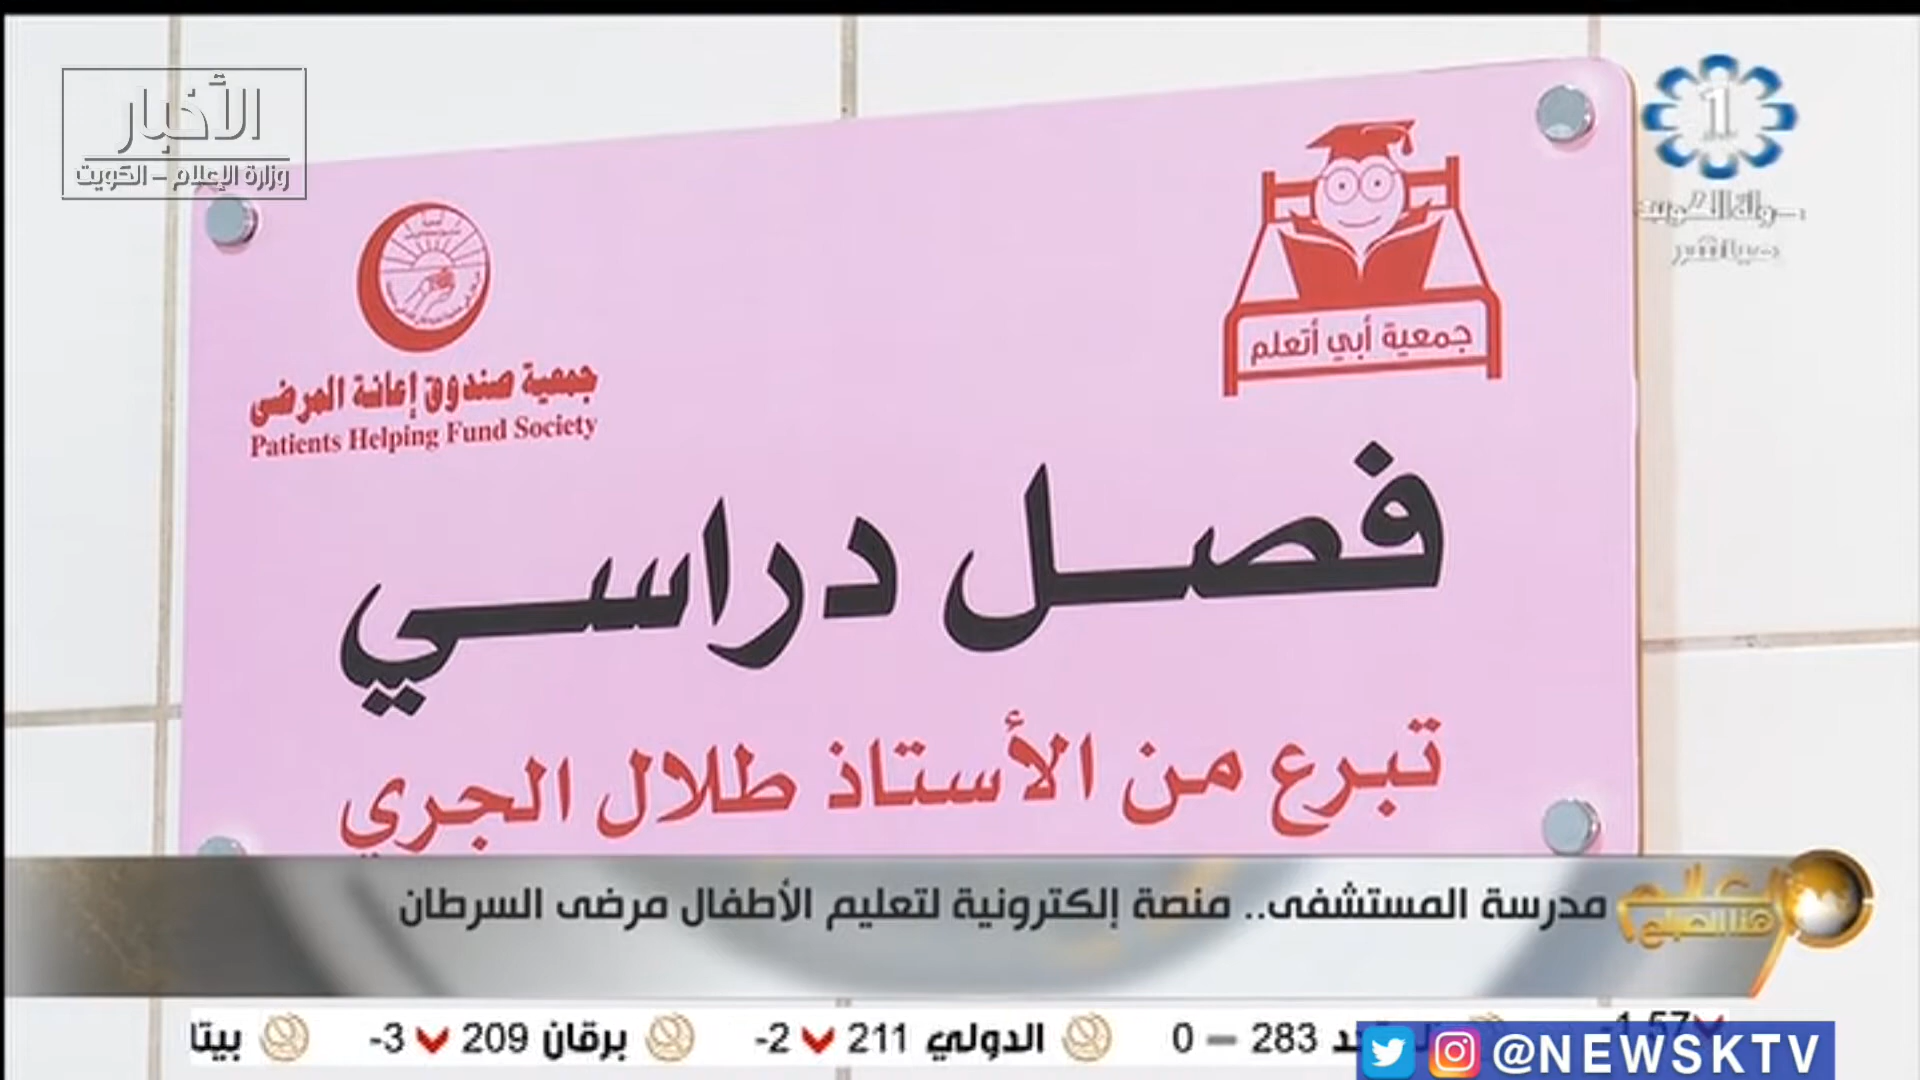 الأخبار
وزارة الإعلام – الكويت
1
مباشر
جمعية صندوق إعانة المرضى
Patients Helping Fund Society
جمعية أبي أتعلم
فصل دراسي
تبرع من الأستاذ طلال الجري
مدرسة المستشفى.. منصة إلكترونية لتعليم الأطفال مرضى السرطان
283 0
الدولي 211 -2
برقان 209 -3
بيتا
@NEWSKTV